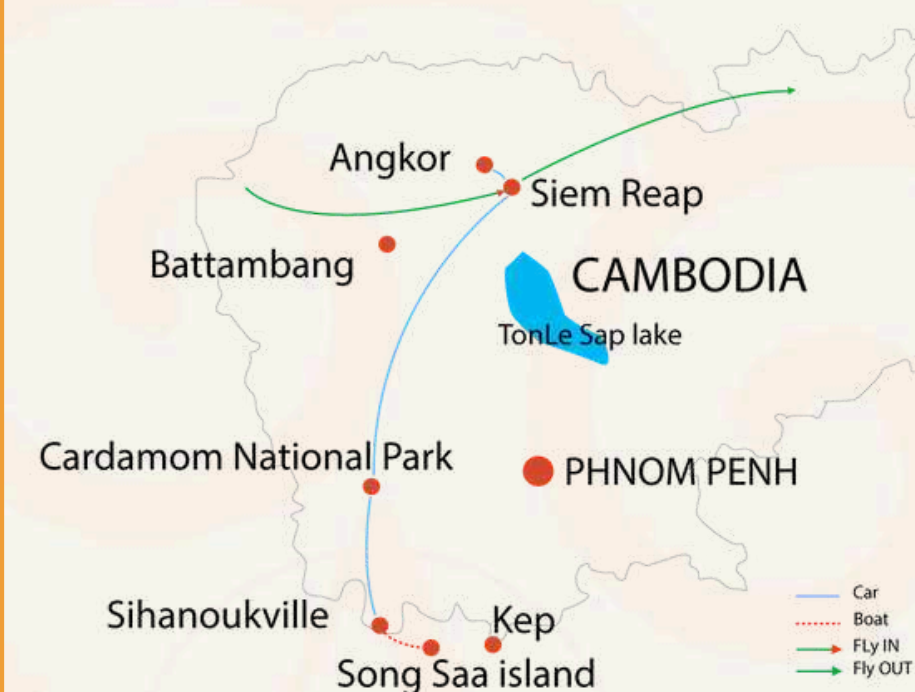 Angkor
Siem Reap
Battambang
CAMBODIA
TonLe Sap lake
Cardamom National Park
PHNOM PENH
Sihanoukville
Kep
Song Saa island
Car
Boat
FLy IN
Fly OUT